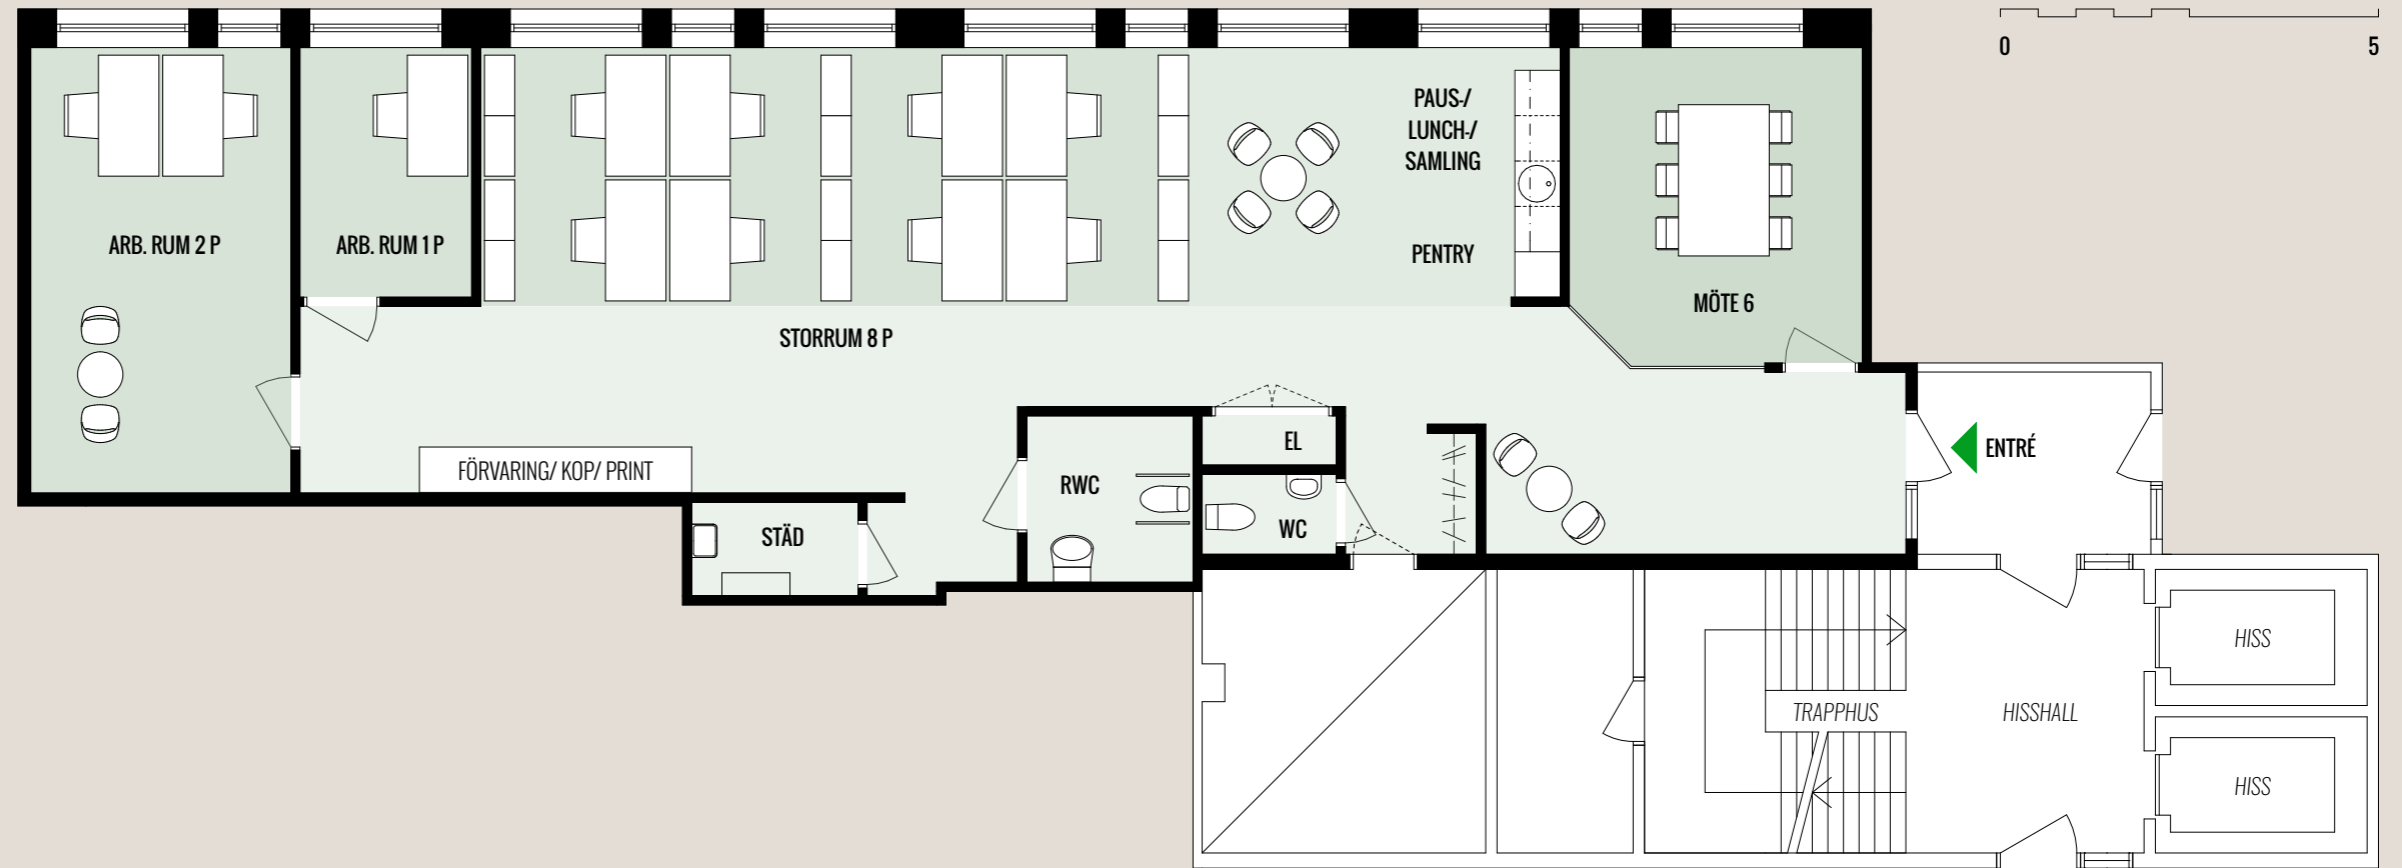 0 5
PAUS-/
LUNCH-/
SAMLING
ARB. RUM 2 P
ARB. RUM 1 P
PENTRY
MÖTE 6
STORRUM 8 P
EL
ENTRÉ
FÖRVARING/ KOP/ PRINT
RWC
WC
STÄD
HISS
TRAPPHUS
HISSHALL
HISS